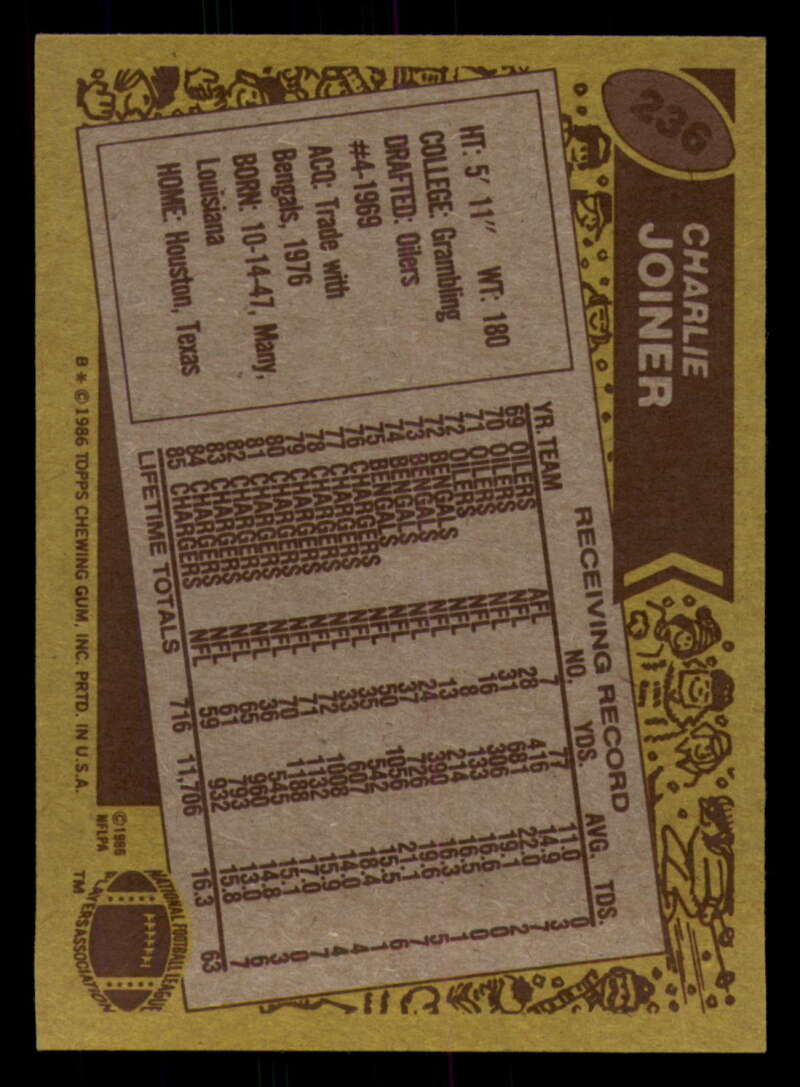 236
CHARLIE
JOINER
HT: 5' 11" WT: 180
COLLEGE: Grambling
DRAFTED: Oilers
#4-1969
ACQ: Trade with
Bengals, 1976
BORN: 10-14-47, Many,
Louisiana
HOME: Houston, Texas
RECEIVING RECORD
YR. TEAM NO. YDS. AVG. TDS.
69 OILERS AFL 7 77 11.0 0
70 OILERS NFL 28 416 14.9 3
71 OILERS NFL 31 681 22.0 7
72 OILERS NFL 16 306 19.1 2
72 BENGALS NFL 8 133 16.6 0
73 BENGALS NFL 13 214 16.5 0
74 BENGALS NFL 24 390 16.3 1
75 BENGALS NFL 37 726 19.6 5
76 CHARGERS NFL 50 1056 21.1 7
77 CHARGERS NFL 35 542 15.5 6
78 CHARGERS NFL 33 607 18.4 1
79 CHARGERS NFL 72 1008 14.0 4
80 CHARGERS NFL 71 1132 15.9 4
81 CHARGERS NFL 70 1188 17.0 7
82 CHARGERS NFL 36 545 15.1 0
83 CHARGERS NFL 65 960 14.8 3
84 CHARGERS NFL 61 793 13.0 6
85 CHARGERS NFL 59 932 15.8 7
LIFETIME TOTALS 716 11,706 16.3 63
©1986
NFLPA
NATIONAL FOOTBALL LEAGUE
PLAYERS ASSOCIATION
TM
B * ©1986 TOPPS CHEWING GUM, INC. PRTD. IN U.S.A.